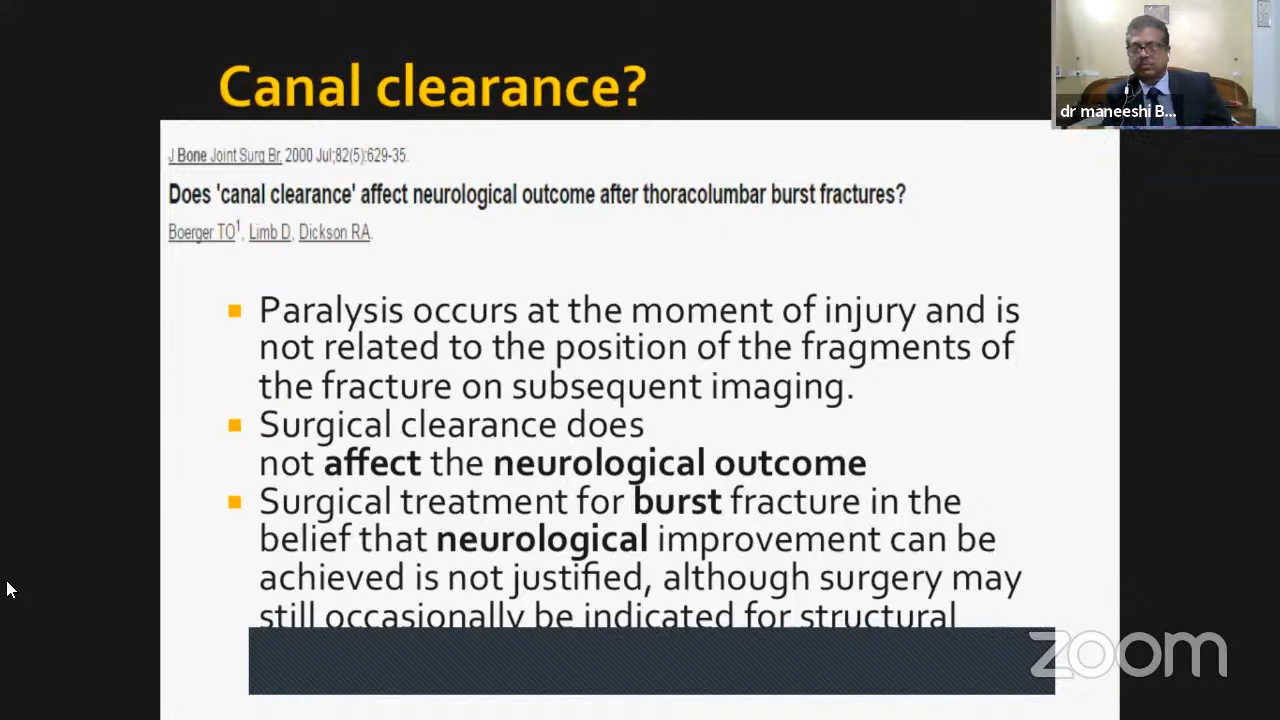 Canal clearance?
dr maneeshi B...
J Bone Joint Surg Br. 2000 Jul;82(5):629-35.
Does 'canal clearance' affect neurological outcome after thoracolumbar burst fractures?
Boerger TO1, Limb D, Dickson RA.
Paralysis occurs at the moment of injury and is
not related to the position of the fragments of
the fracture on subsequent imaging.
Surgical clearance does
not affect the neurological outcome
Surgical treatment for burst fracture in the
belief that neurological improvement can be
achieved is not justified, although surgery may
still occasionally be indicated for structural
zoom